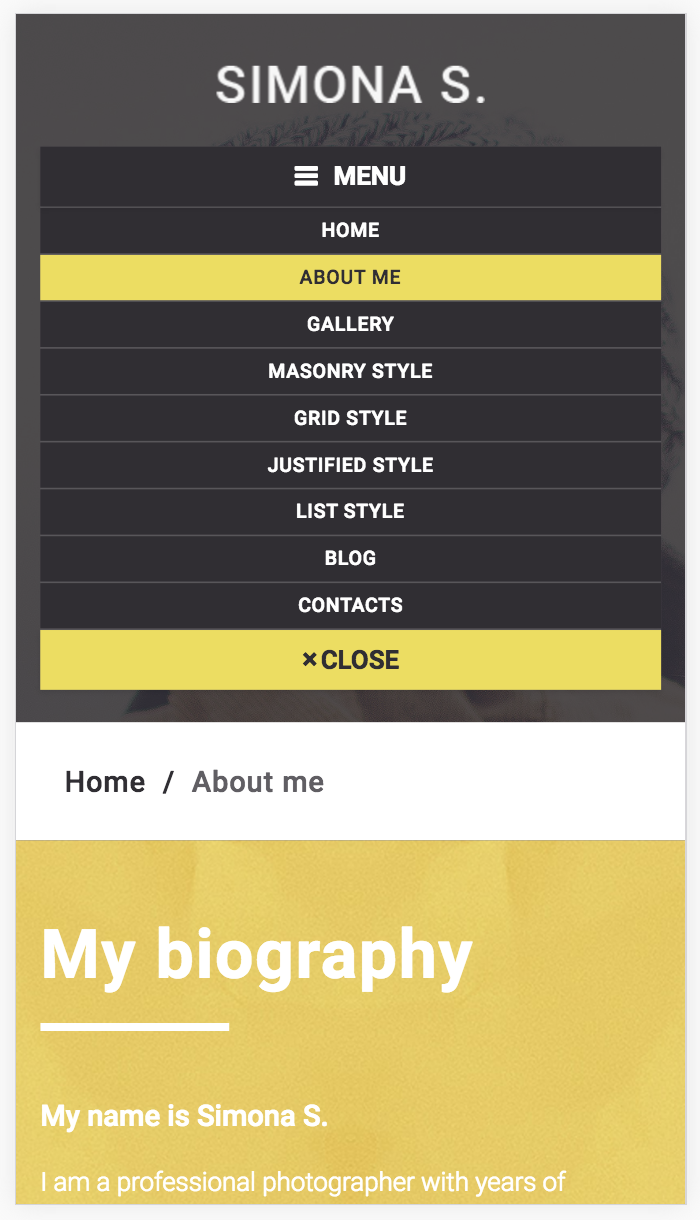 SIMONA S.
MENU
HOME
ABOUT ME
GALLERY
MASONRY STYLE
GRID STYLE
JUSTIFIED STYLE
LIST STYLE
BLOG
CONTACTS
×CLOSE
Home / About me
My biography
My name is Simona S.
I am a professional photographer with years of